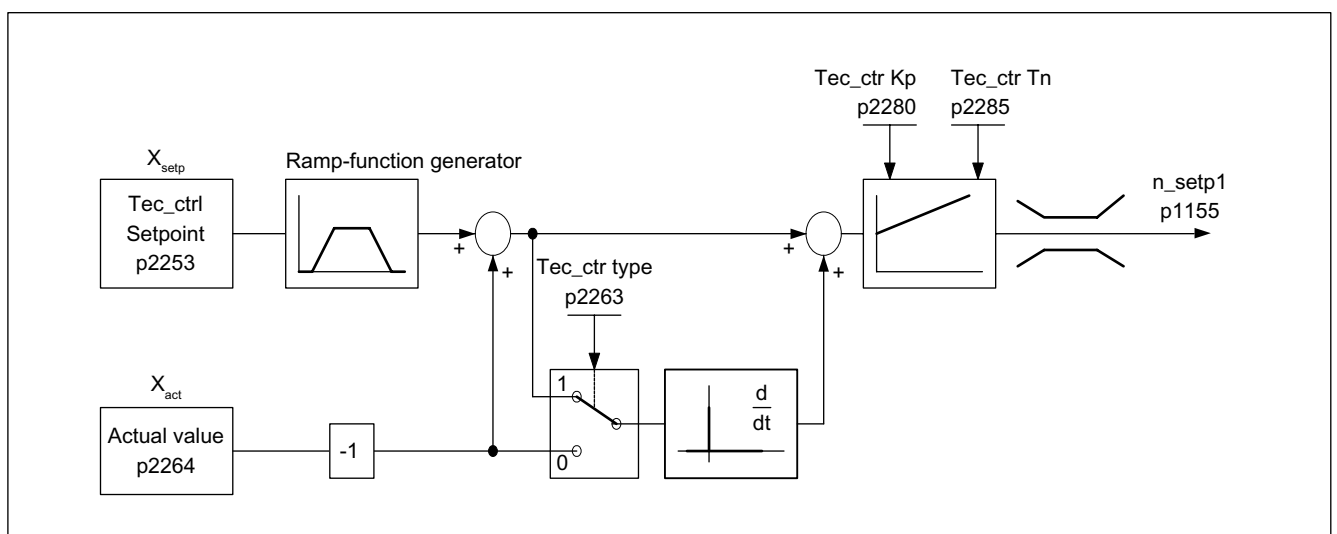 Tec_ctr Kp
p2280
Tec_ctr Tn
p2285
X_setp
Ramp-function generator
n_setp1
p1155
Tec_ctrl
Setpoint
p2253
+
+
+
+
Tec_ctr type
p2263
X_act
1
d
dt
Actual value
p2264
-1
0